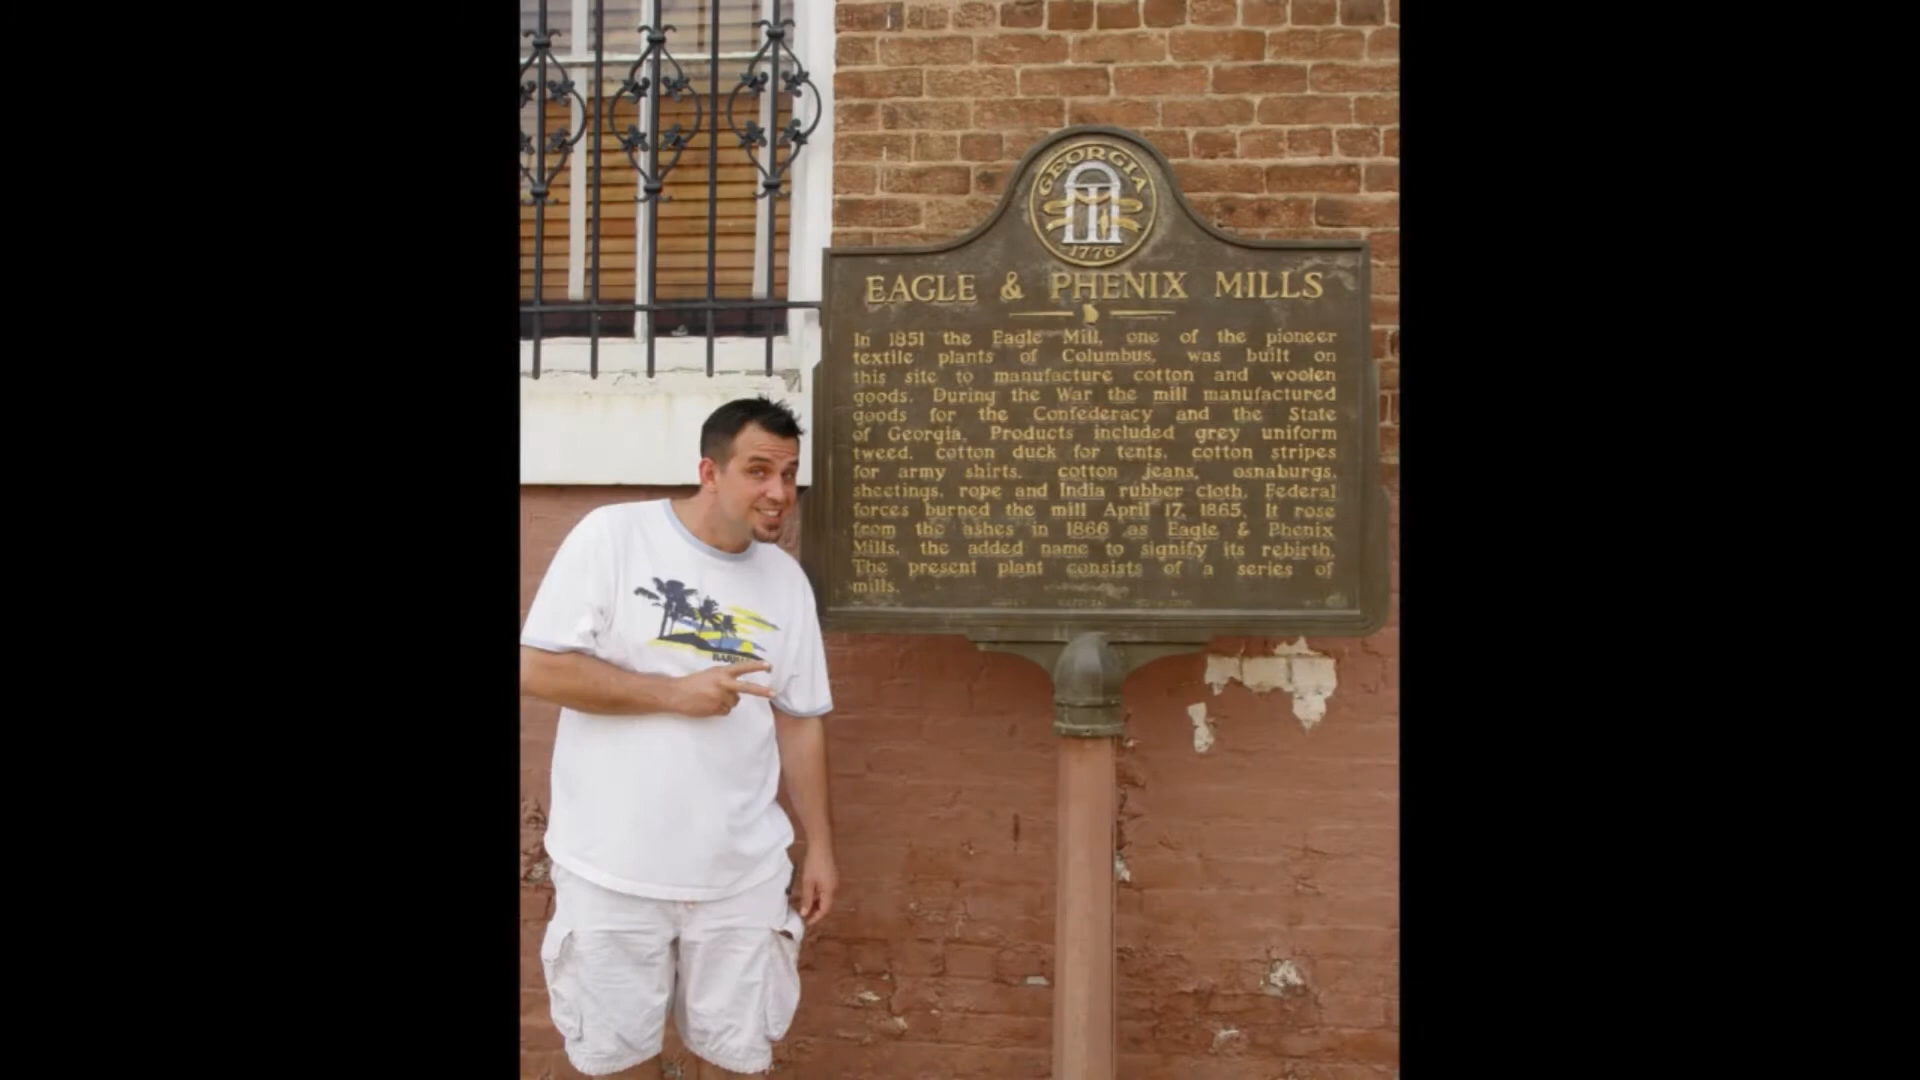 GEORGIA
1776
EAGLE & PHENIX MILLS
In 1851 the Eagle Mill, one of the pioneer
textile plants of Columbus, was built on
this site to manufacture cotton and woolen
goods. During the War the mill manufactured
goods for the Confederacy and the State
of Georgia. Products included grey uniform
tweed, cotton duck for tents, cotton stripes
for army shirts, cotton jeans, osnaburgs,
sheetings, rope and India rubber cloth. Federal
forces burned the mill April 17, 1865. It rose
from the ashes in 1866 as Eagle & Phenix
Mills, the added name to signify its rebirth.
The present plant consists of a series of
mills.